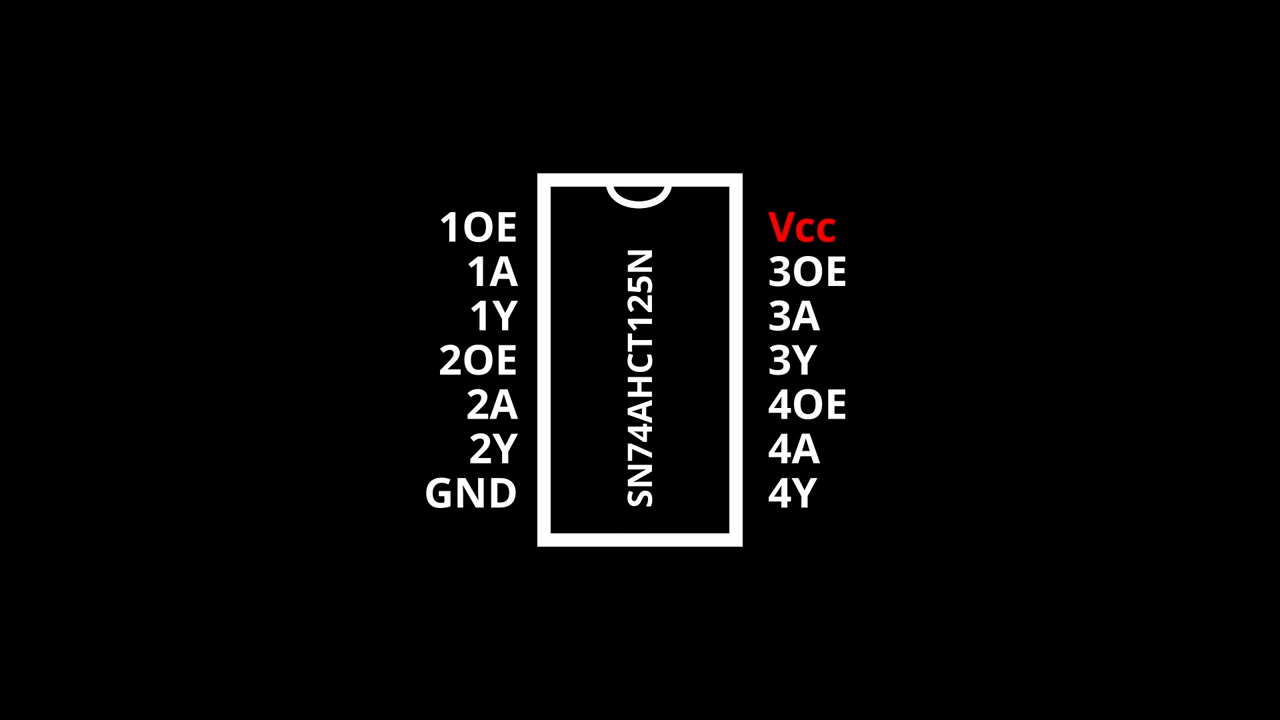 1OE
1A
1Y
2OE
2A
2Y
GND
SN74AHCT125N
Vcc
3OE
3A
3Y
4OE
4A
4Y